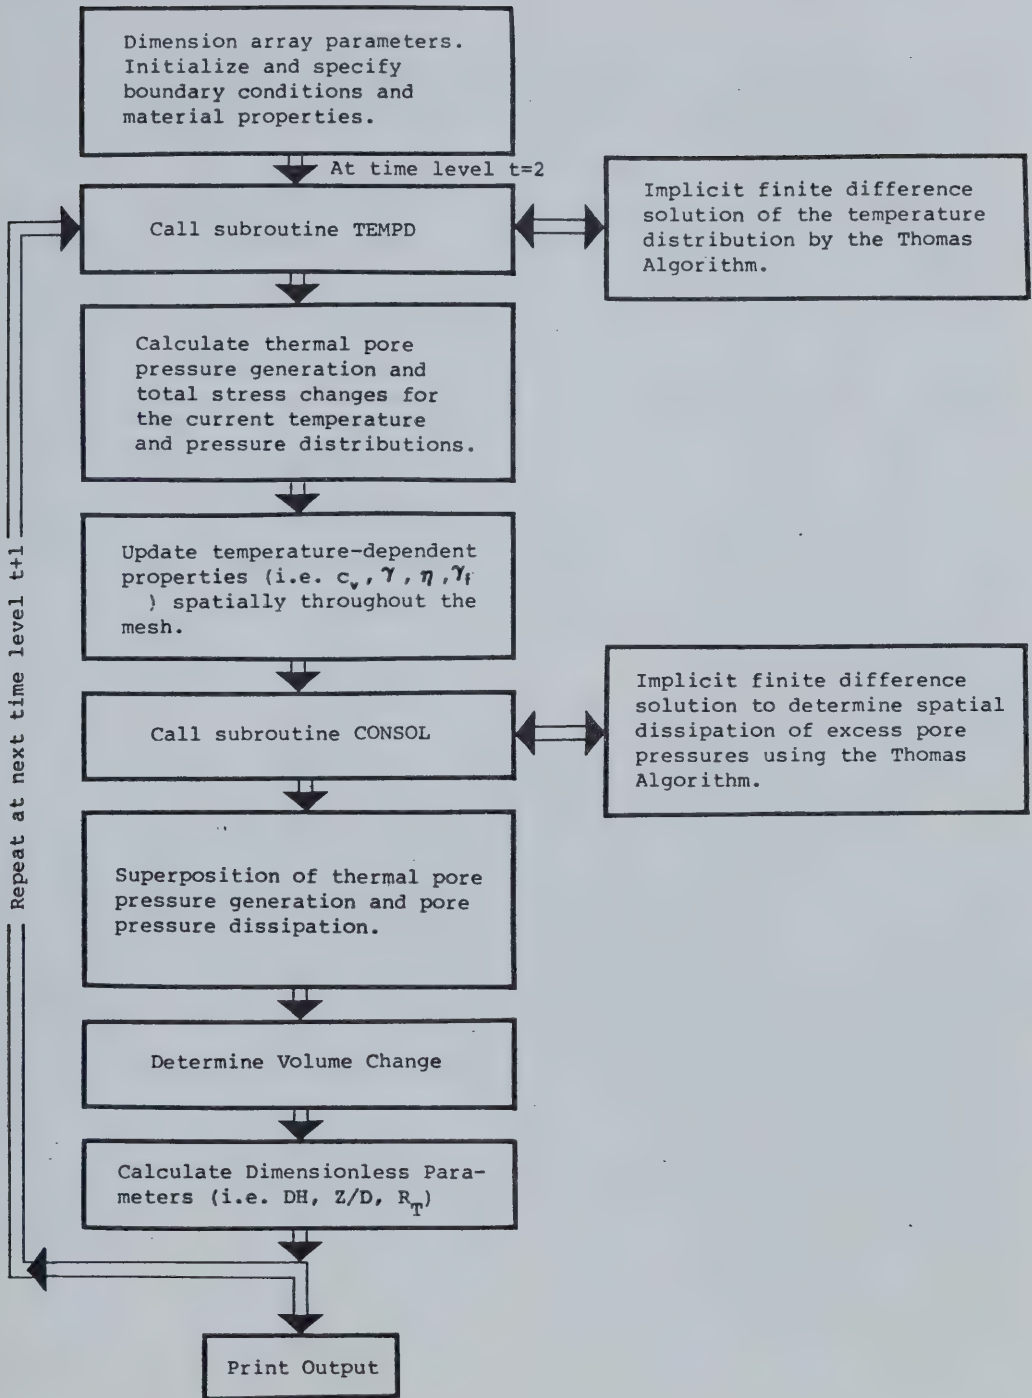 Dimension array parameters.
Initialize and specify
boundary conditions and
material properties.
At time level t=2
Call subroutine TEMPD
Implicit finite difference
solution of the temperature
distribution by the Thomas
Algorithm.
Calculate thermal pore
pressure generation and
total stress changes for
the current temperature
and pressure distributions.
Update temperature-dependent
properties (i.e. c_v, γ, η, γ_f
) spatially throughout the
mesh.
Call subroutine CONSOL
Implicit finite difference
solution to determine spatial
dissipation of excess pore
pressures using the Thomas
Algorithm.
Superposition of thermal pore
pressure generation and pore
pressure dissipation.
Determine Volume Change
Calculate Dimensionless Para-
meters (i.e. DH, Z/D, R_T)
Repeat at next time level t+1
Print Output